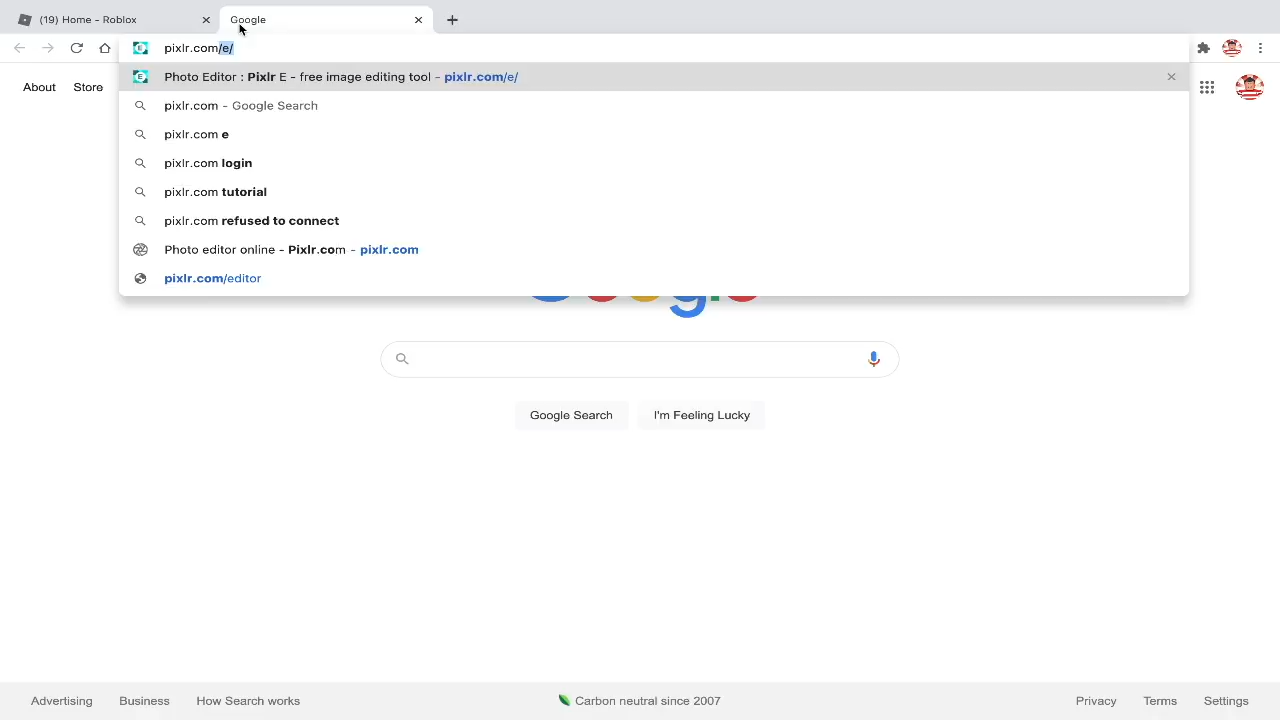 (19) Home - Roblox
Google
pixlr.com/e/
Photo Editor : Pixlr E - free image editing tool - pixlr.com/e/
pixlr.com - Google Search
pixlr.com e
pixlr.com login
pixlr.com tutorial
pixlr.com refused to connect
Photo editor online - Pixlr.com - pixlr.com
pixlr.com/editor
About Store
Google Search I'm Feeling Lucky
Advertising Business How Search works Carbon neutral since 2007 Privacy Terms Settings